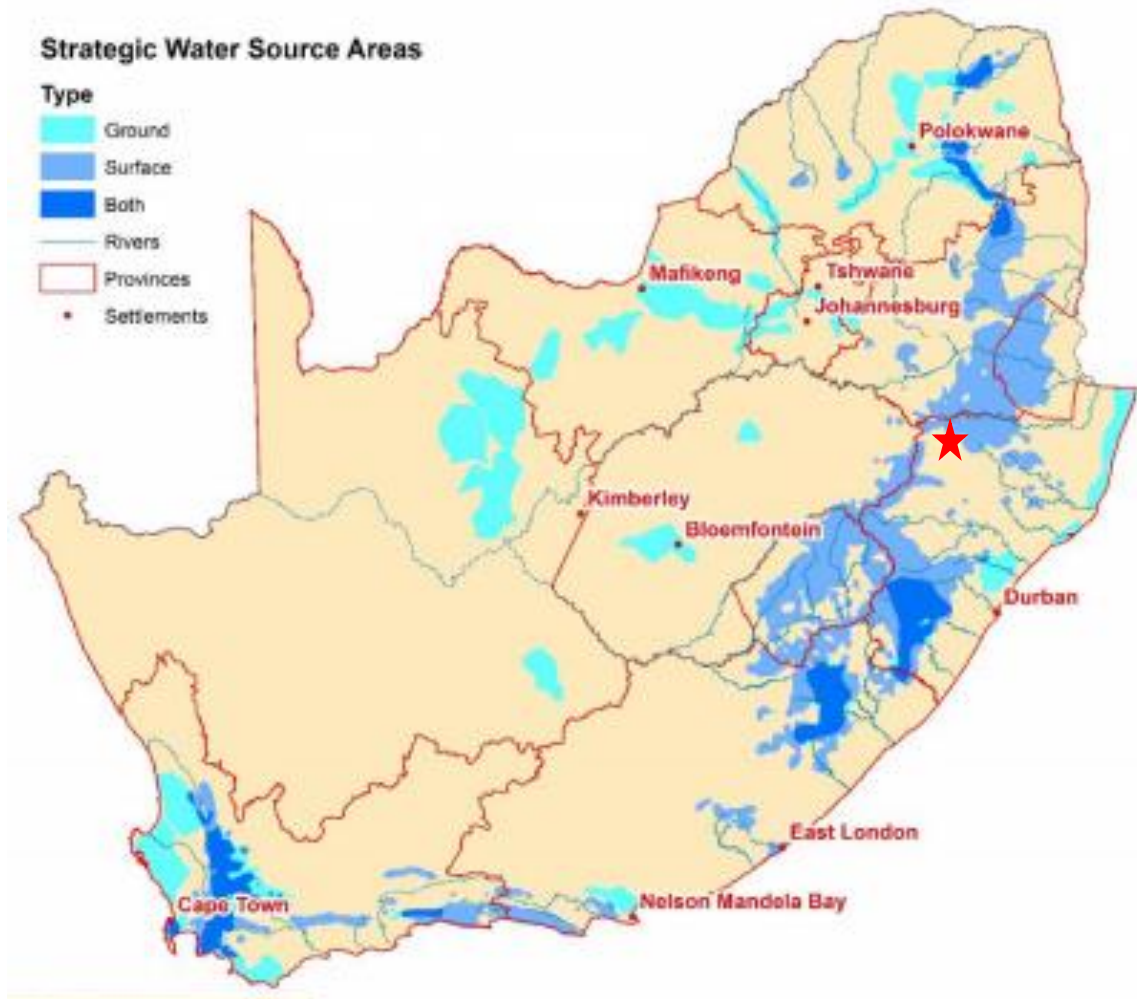 Strategic Water Source Areas
Type
Ground
Surface
Both
Rivers
Provinces
Settlements
Polokwane
Mafikeng
Tshwane
Johannesburg
Kimberley
Bloemfontein
Durban
East London
Nelson Mandela Bay
Cape Town